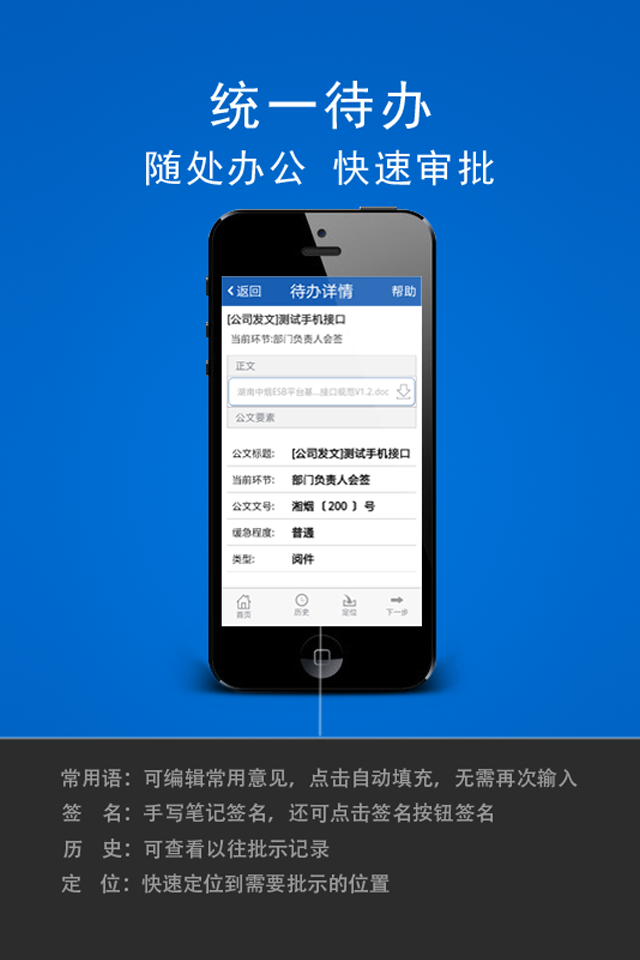 统一待办
随处办公 快速审批
返回 待办详情 帮助
[公司发文]测试手机接口
当前环节:部门负责人会签
正文
湖南中烟ESB平台基...接口规范V1.2.doc
公文要素
公文标题: [公司发文]测试手机接口
当前环节: 部门负责人会签
公文文号: 湘烟〔200 〕号
缓急程度: 普通
类型: 阅件
首页 历史 定位 下一步
常用语：可编辑常用意见，点击自动填充，无需再次输入
签 名：手写笔记签名，还可点击签名按钮签名
历 史：可查看以往批示记录
定 位：快速定位到需要批示的位置